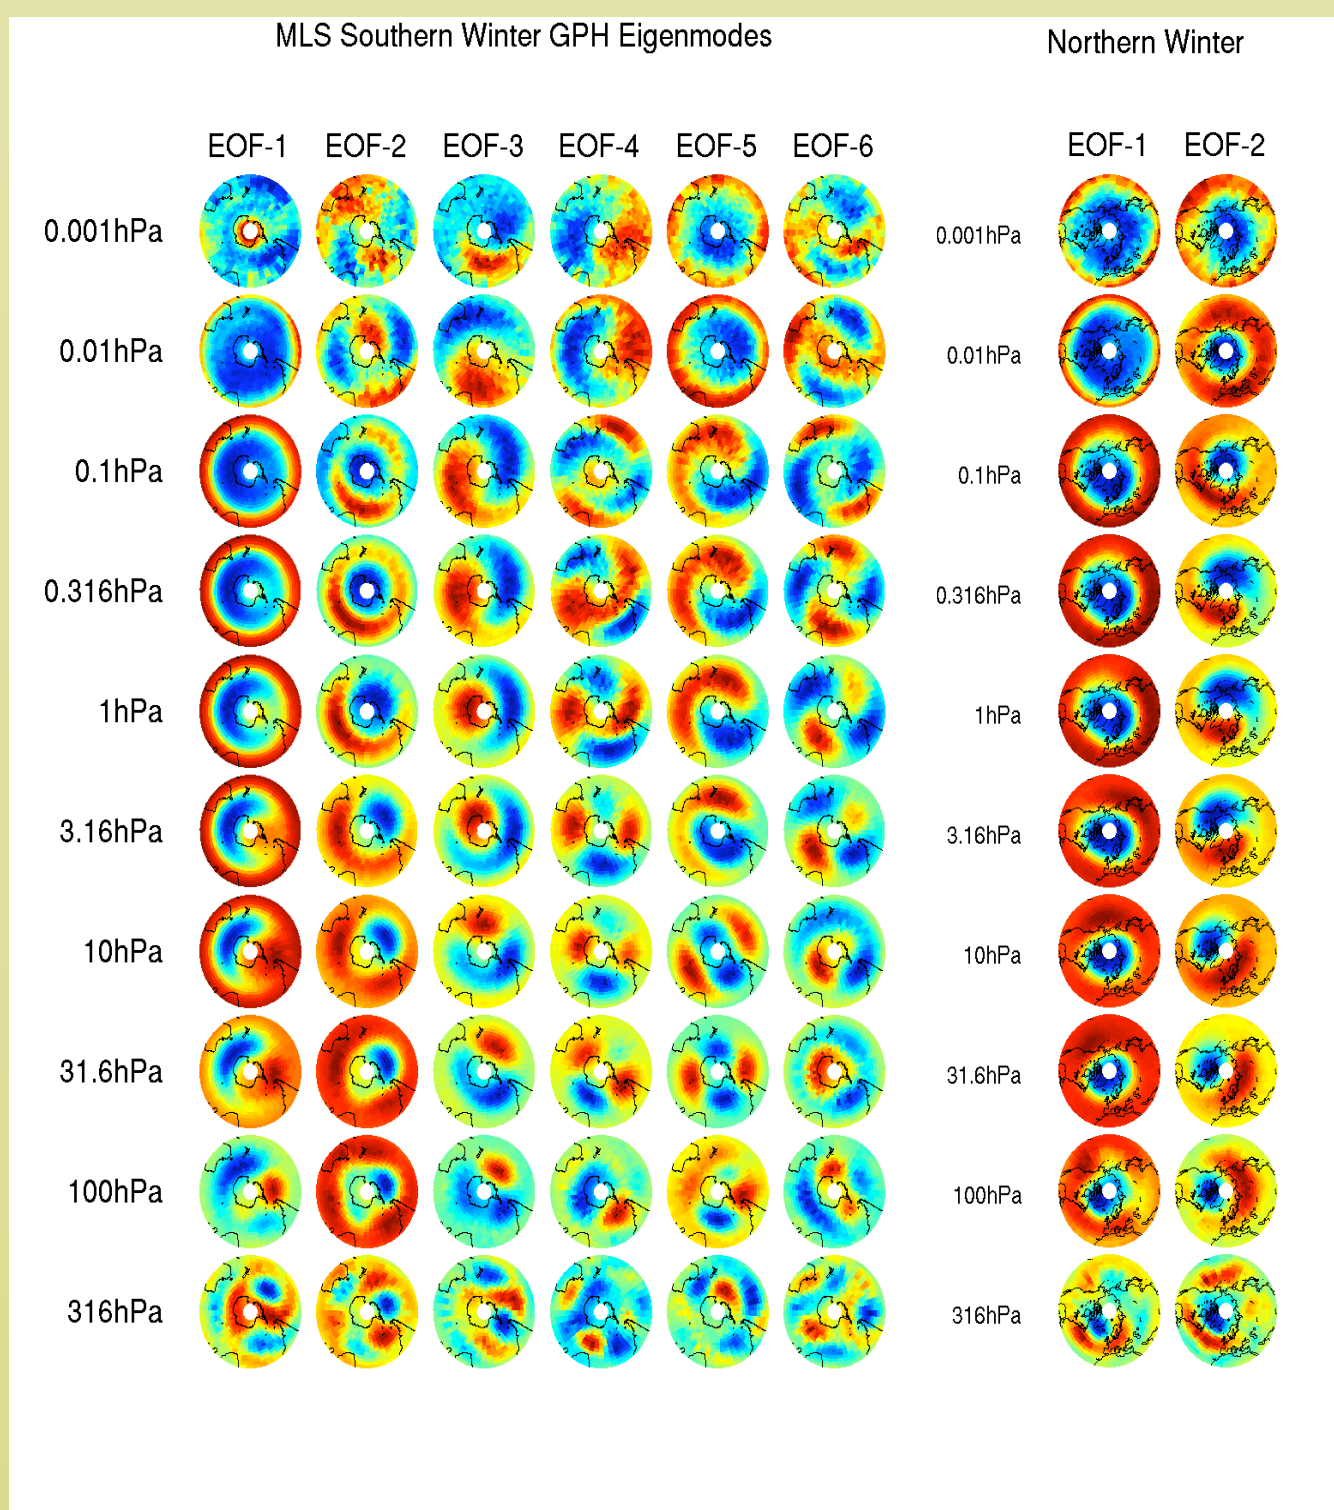 MLS Southern Winter GPH Eigenmodes
Northern Winter
EOF-1 EOF-2 EOF-3 EOF-4 EOF-5 EOF-6 EOF-1 EOF-2
0.001hPa 0.001hPa
0.01hPa 0.01hPa
0.1hPa 0.1hPa
0.316hPa 0.316hPa
1hPa 1hPa
3.16hPa 3.16hPa
10hPa 10hPa
31.6hPa 31.6hPa
100hPa 100hPa
316hPa 316hPa